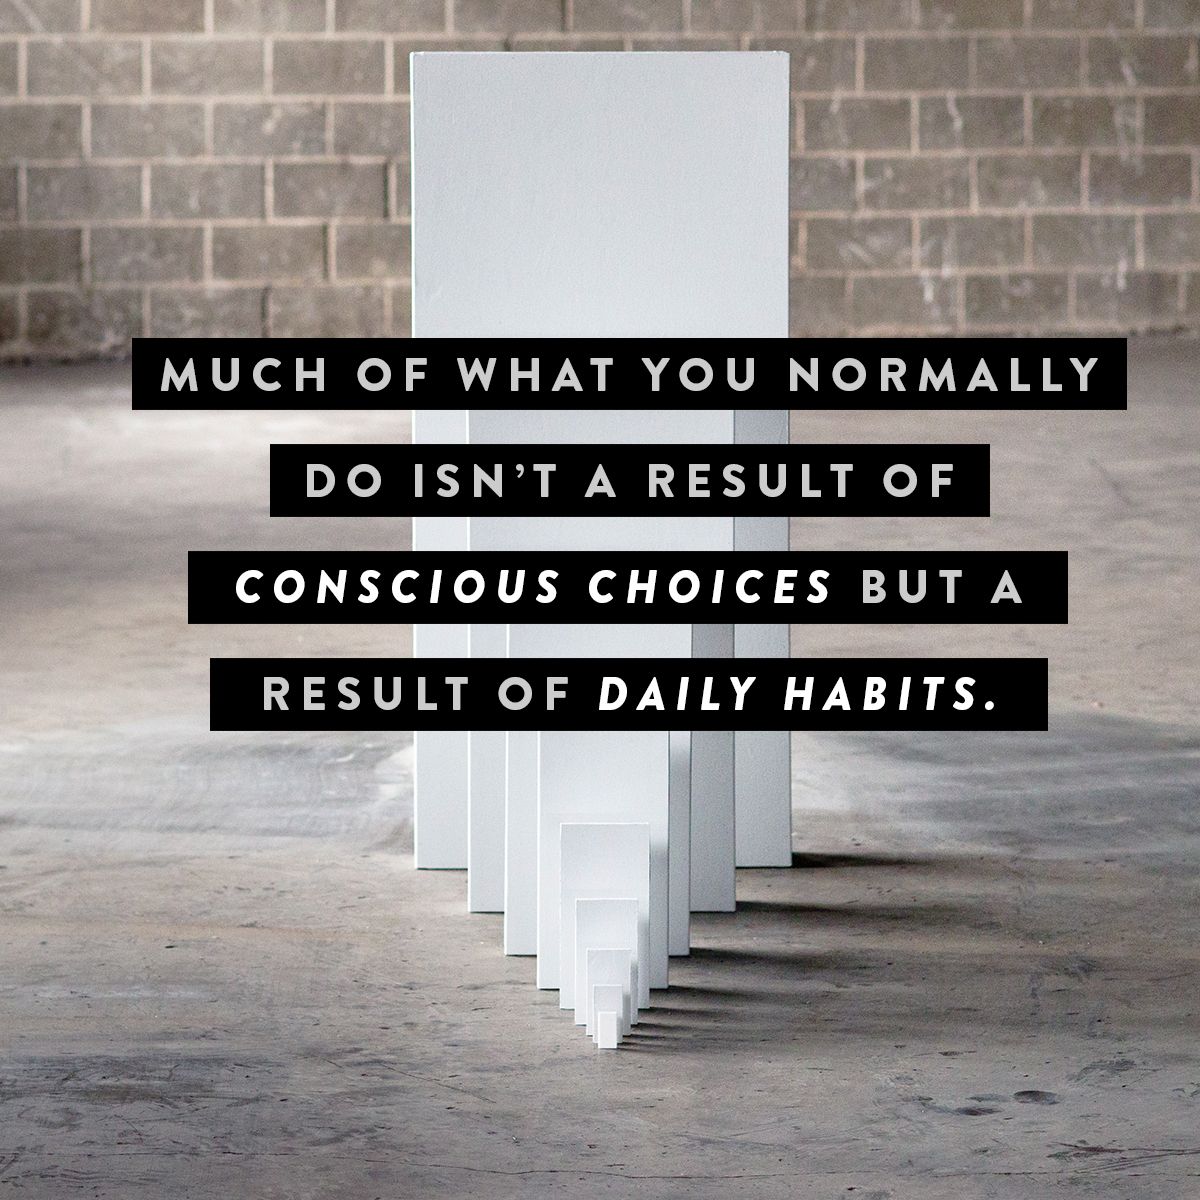 MUCH OF WHAT YOU NORMALLY
DO ISN’T A RESULT OF
CONSCIOUS CHOICES BUT A
RESULT OF DAILY HABITS.